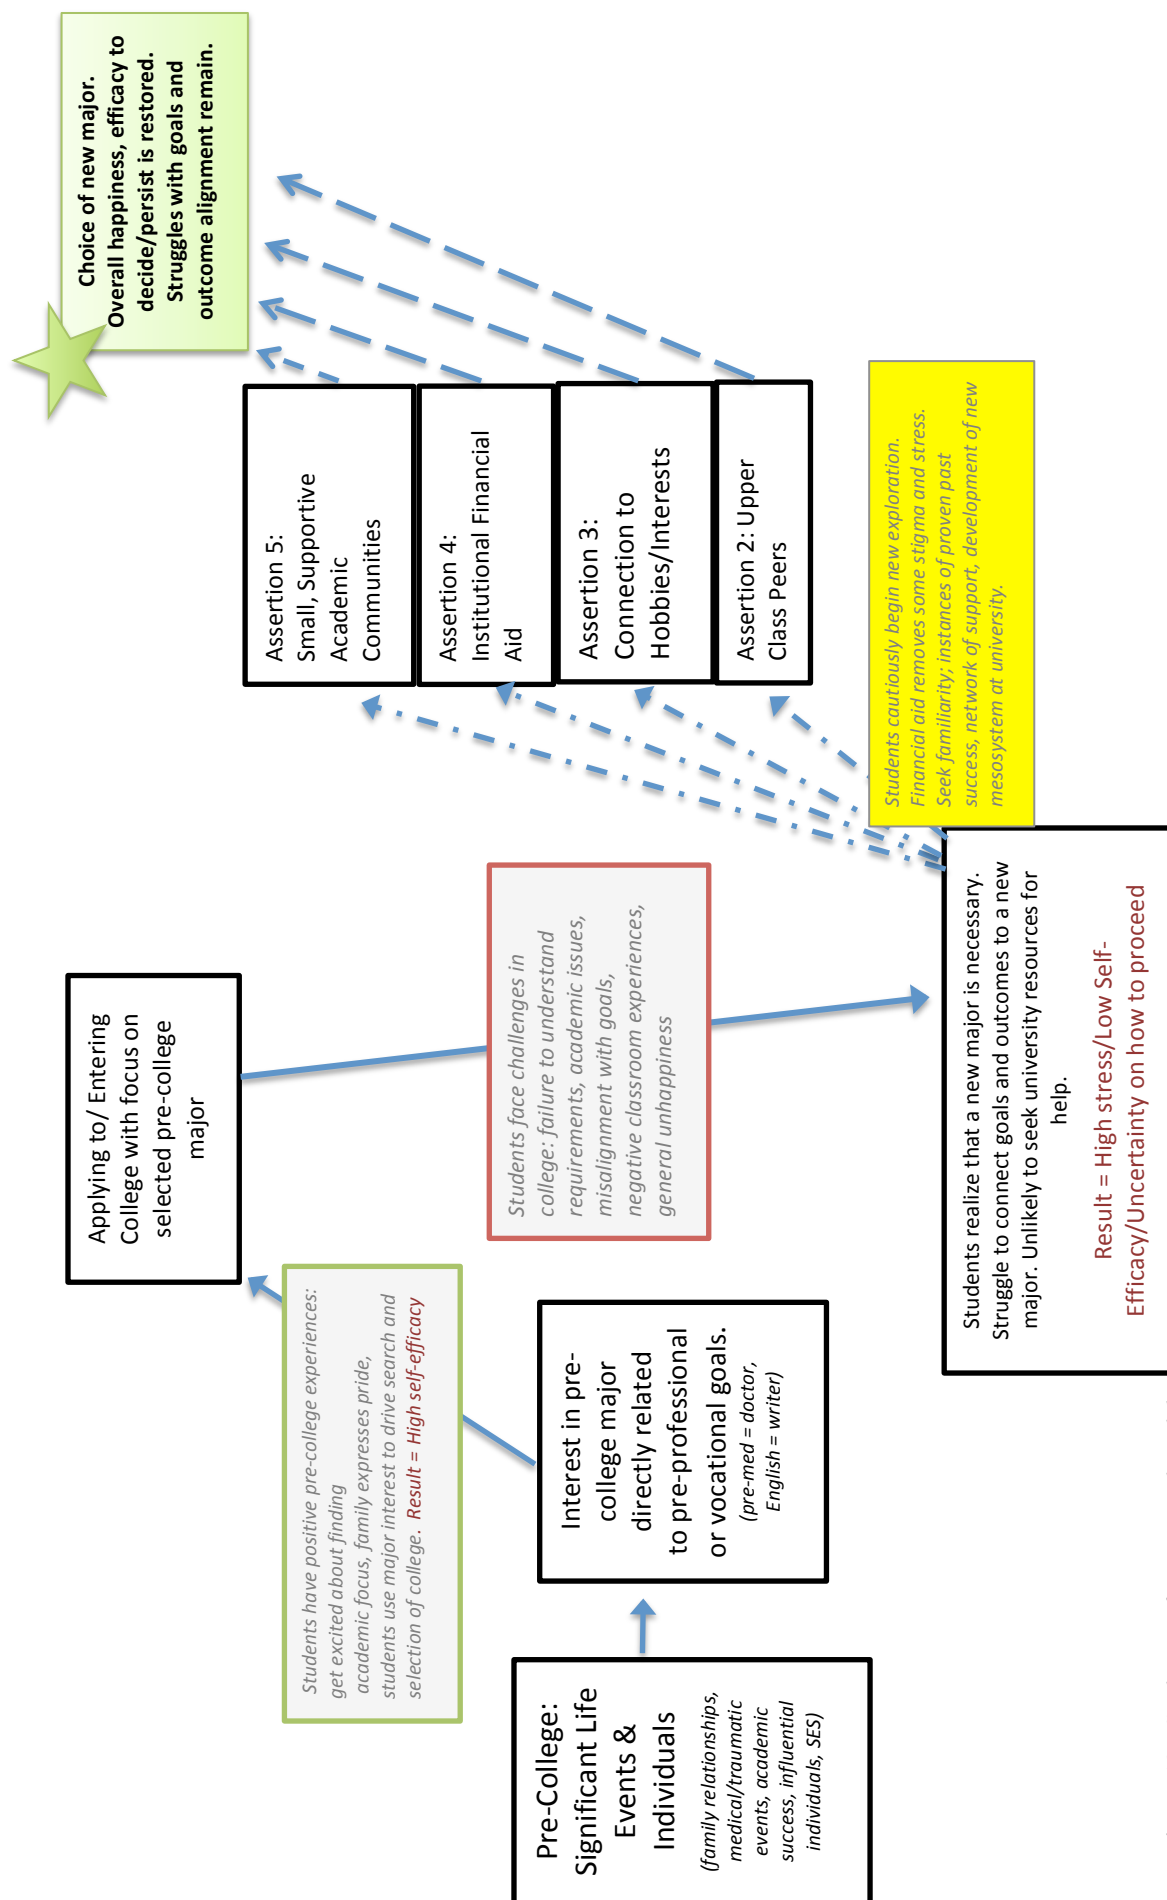 Pre-College:
Significant Life
Events &
Individuals
(family relationships,
medical/traumatic
events, academic
success, influential
individuals, SES)
Interest in pre-
college major
directly related
to pre-professional
or vocational goals.
(pre-med = doctor,
English = writer)
Students have positive pre-college experiences:
get excited about finding
academic focus, family expresses pride,
students use major interest to drive search and
selection of college. Result = High self-efficacy
Applying to/ Entering
College with focus on
selected pre-college
major
Students face challenges in
college: failure to understand
requirements, academic issues,
misalignment with goals,
negative classroom experiences,
general unhappiness
Students realize that a new major is necessary.
Struggle to connect goals and outcomes to a new
major. Unlikely to seek university resources for
help.
Result = High stress/Low Self-
Efficacy/Uncertainty on how to proceed
Students cautiously begin new exploration.
Financial aid removes some stigma and stress.
Seek familiarity; instances of proven past
success, network of support, development of new
mesosystem at university.
Assertion 5:
Small, Supportive
Academic
Communities
Assertion 4:
Institutional Financial
Aid
Assertion 3:
Connection to
Hobbies/Interests
Assertion 2: Upper
Class Peers
Choice of new major.
Overall happiness, efficacy to
decide/persist is restored.
Struggles with goals and
outcome alignment remain.